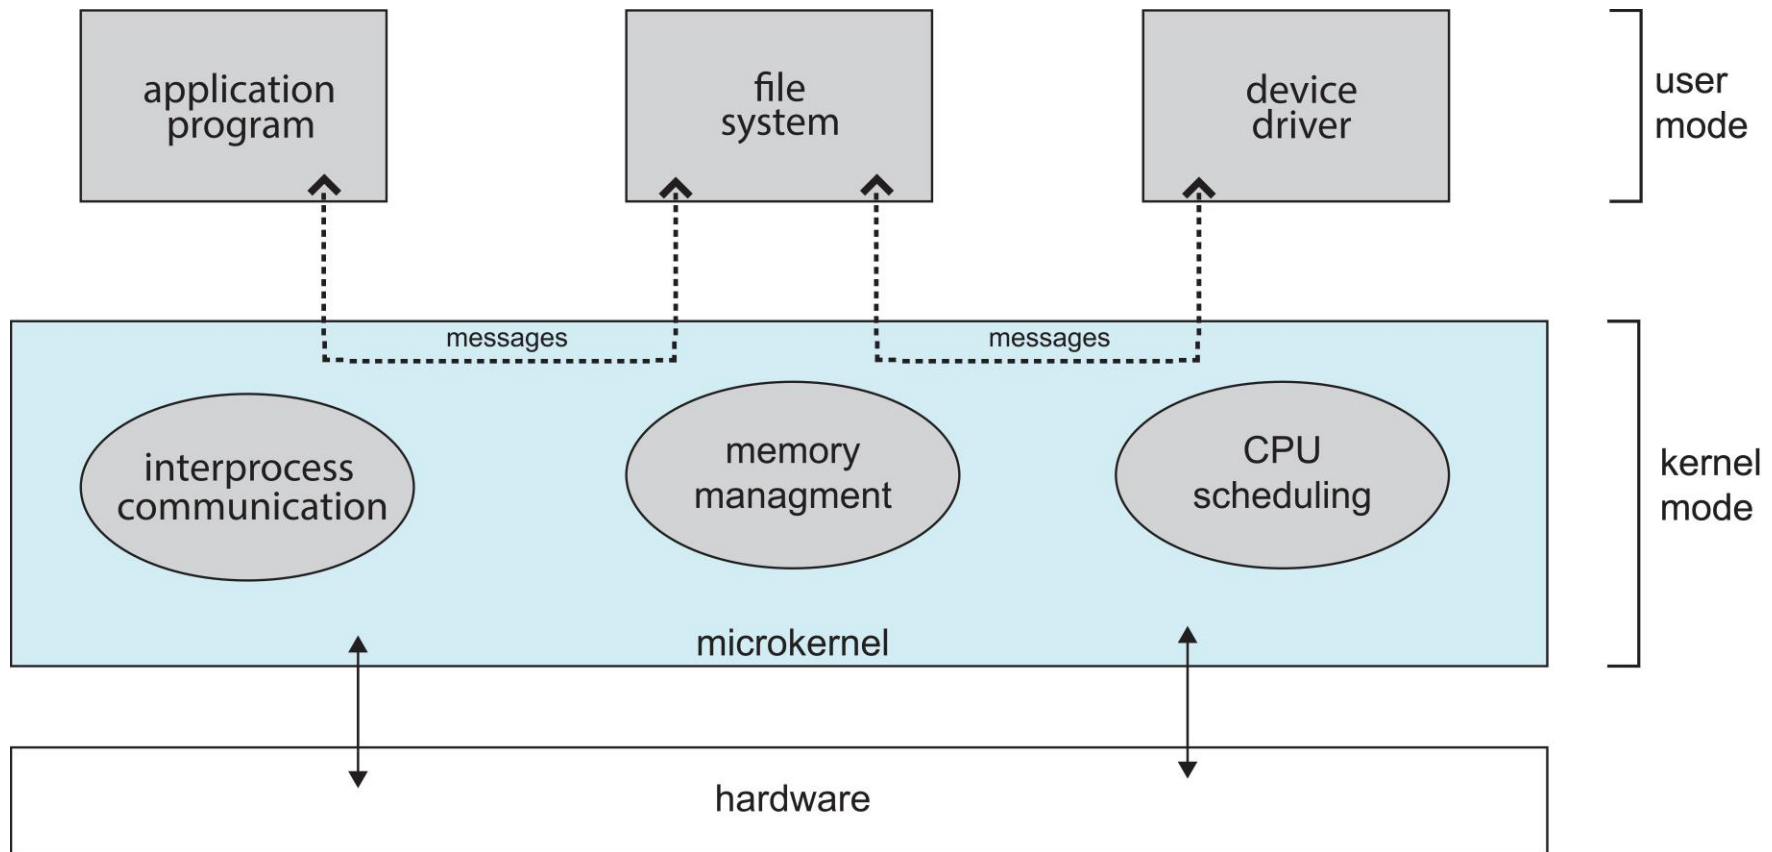 application
program
file
system
device
driver
user
mode
messages
messages
interprocess
communication
memory
managment
CPU
scheduling
kernel
mode
microkernel
hardware